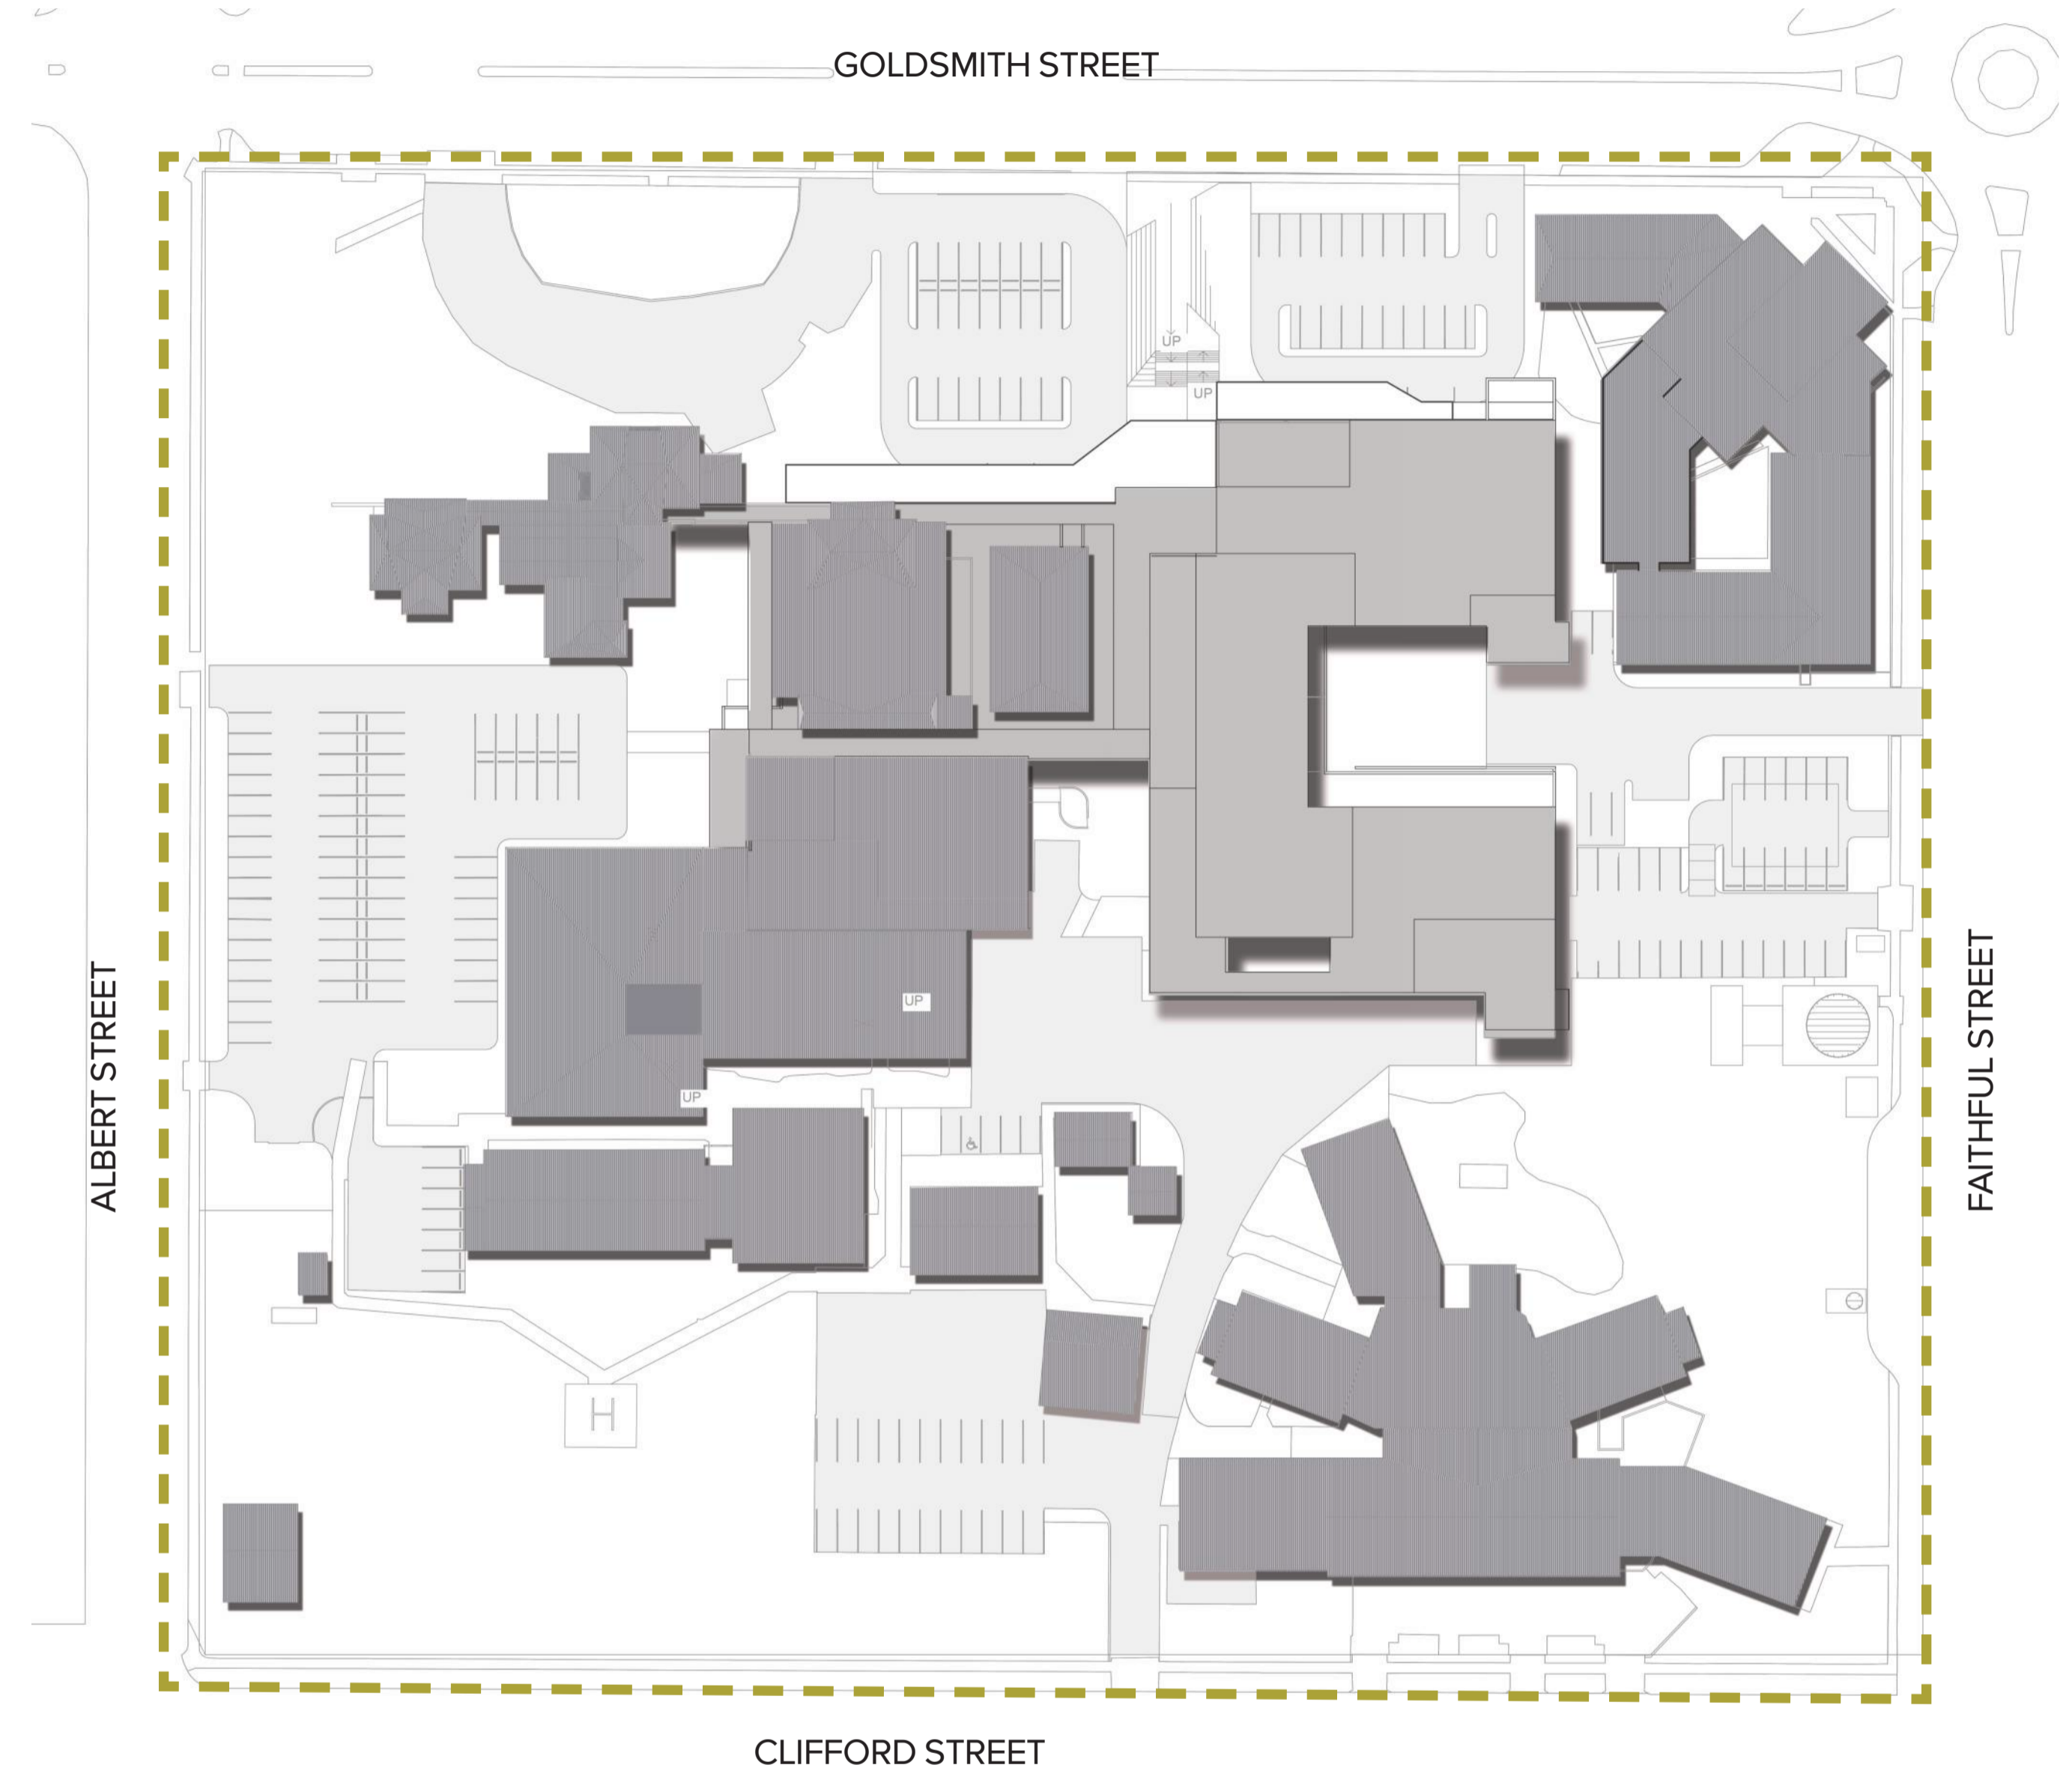 GOLDSMITH STREET
UP
UP
ALBERT STREET
UP
FAITHFUL STREET
UP
H
CLIFFORD STREET